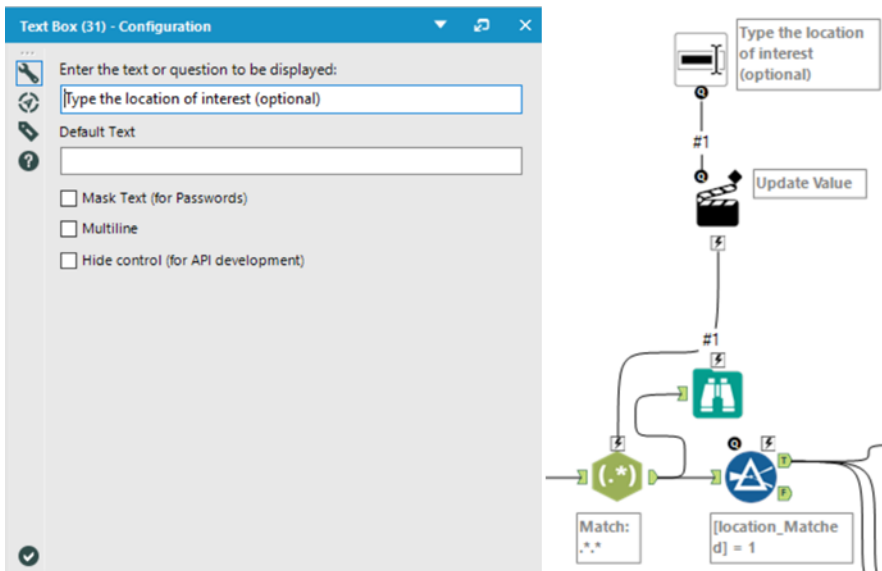 Text Box (31) - Configuration
Enter the text or question to be displayed:
Type the location of interest (optional)
Default Text
Mask Text (for Passwords)
Multiline
Hide control (for API development)
Type the location
of interest
(optional)
Q
#1
Q
Update Value
#1
Q
(.*)
T
F
Match:
.*.*
[location_Matche
d] = 1